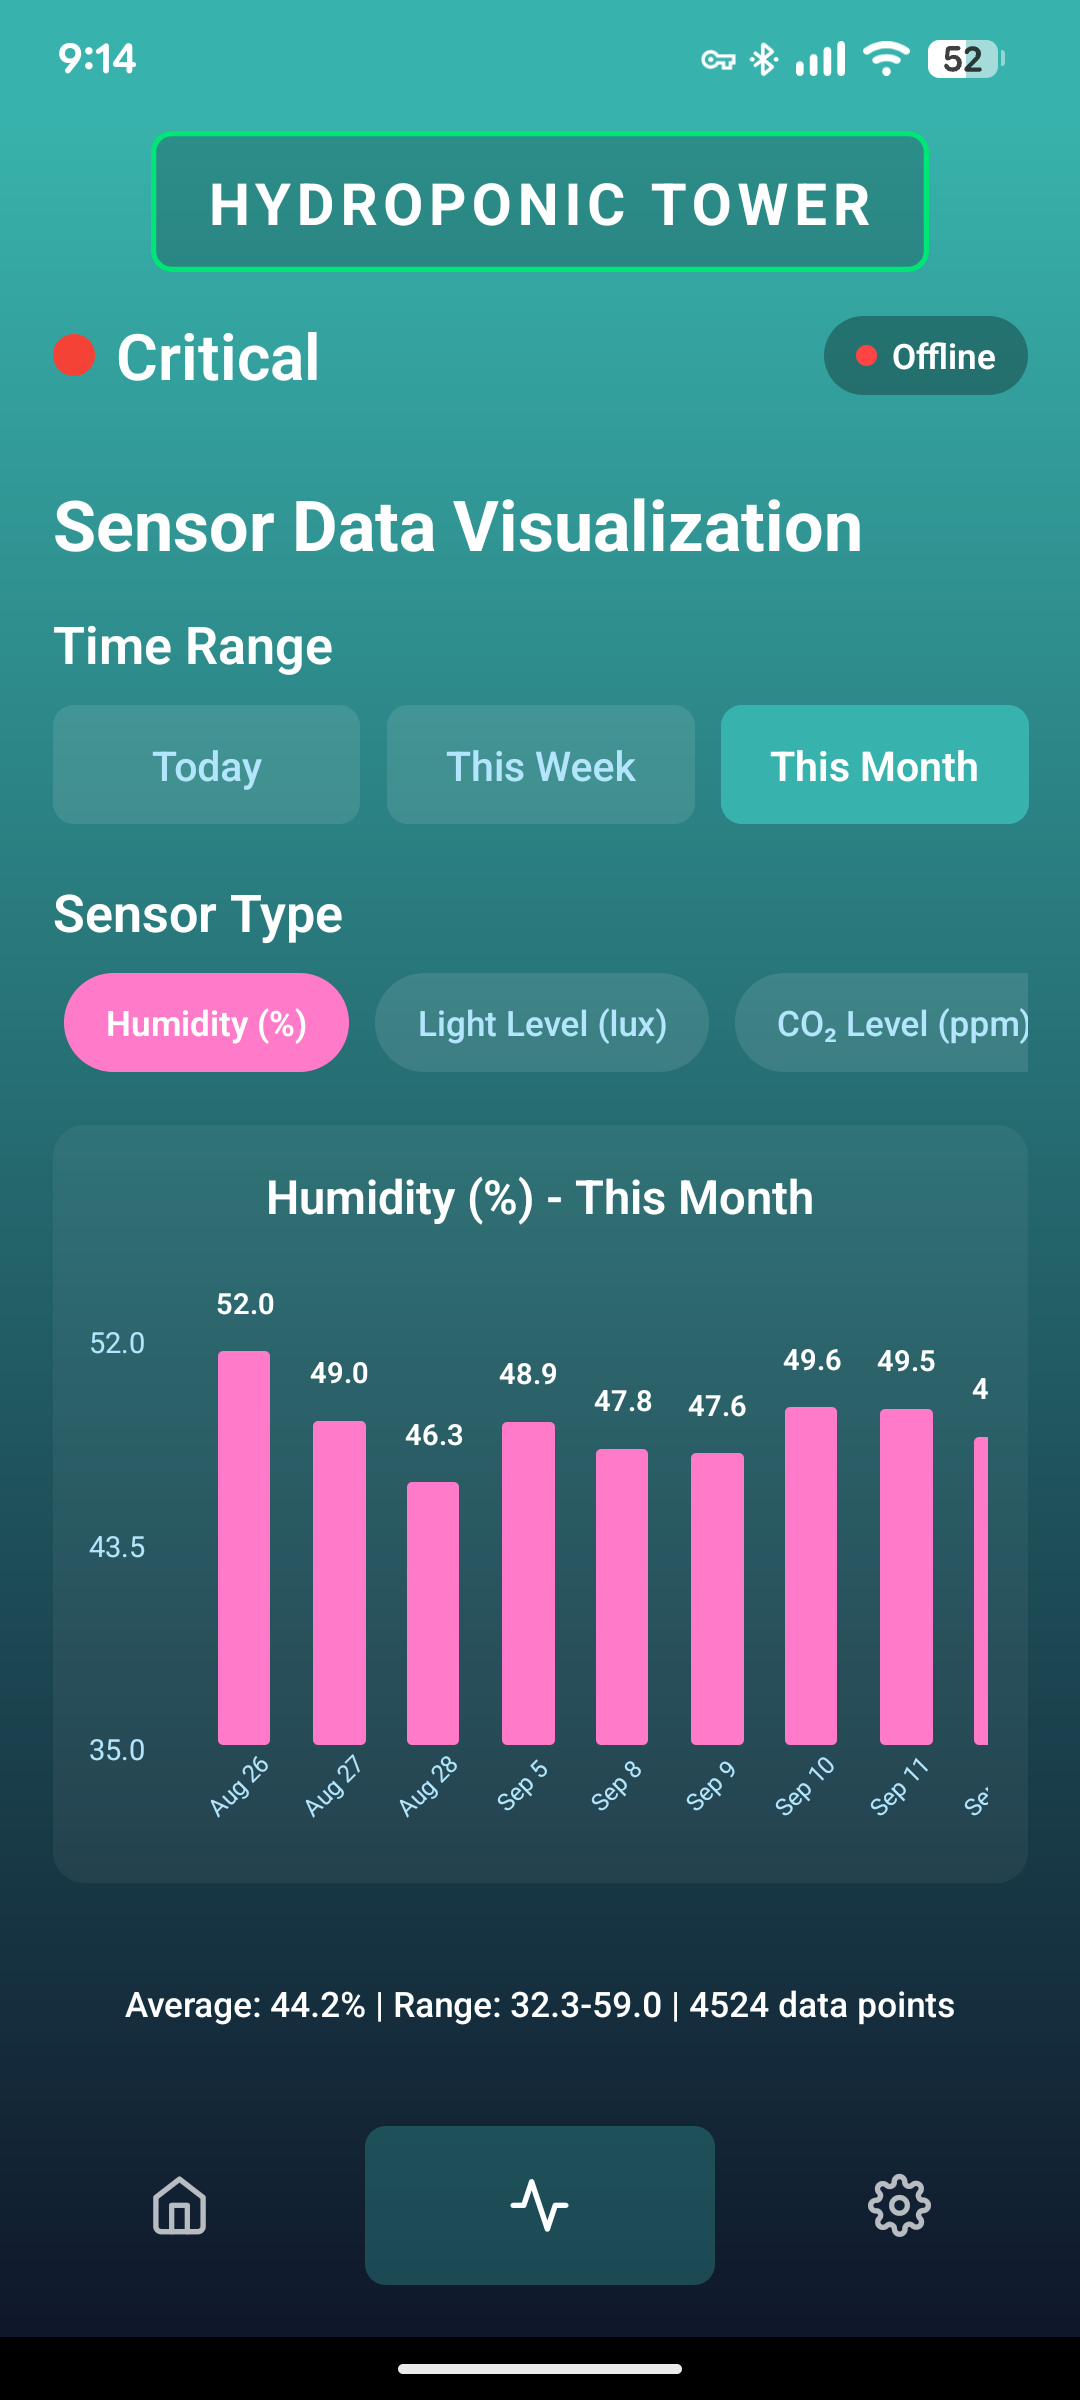 9:14
52
HYDROPONIC TOWER
Critical
Offline
Sensor Data Visualization
Time Range
Today
This Week
This Month
Sensor Type
Humidity (%)
Light Level (lux)
CO₂ Level (ppm)
Humidity (%) - This Month
52.0
43.5
35.0
52.0
49.0
46.3
48.9
47.8
47.6
49.6
49.5
4
Aug 26
Aug 27
Aug 28
Sep 5
Sep 8
Sep 9
Sep 10
Sep 11
Average: 44.2% | Range: 32.3-59.0 | 4524 data points